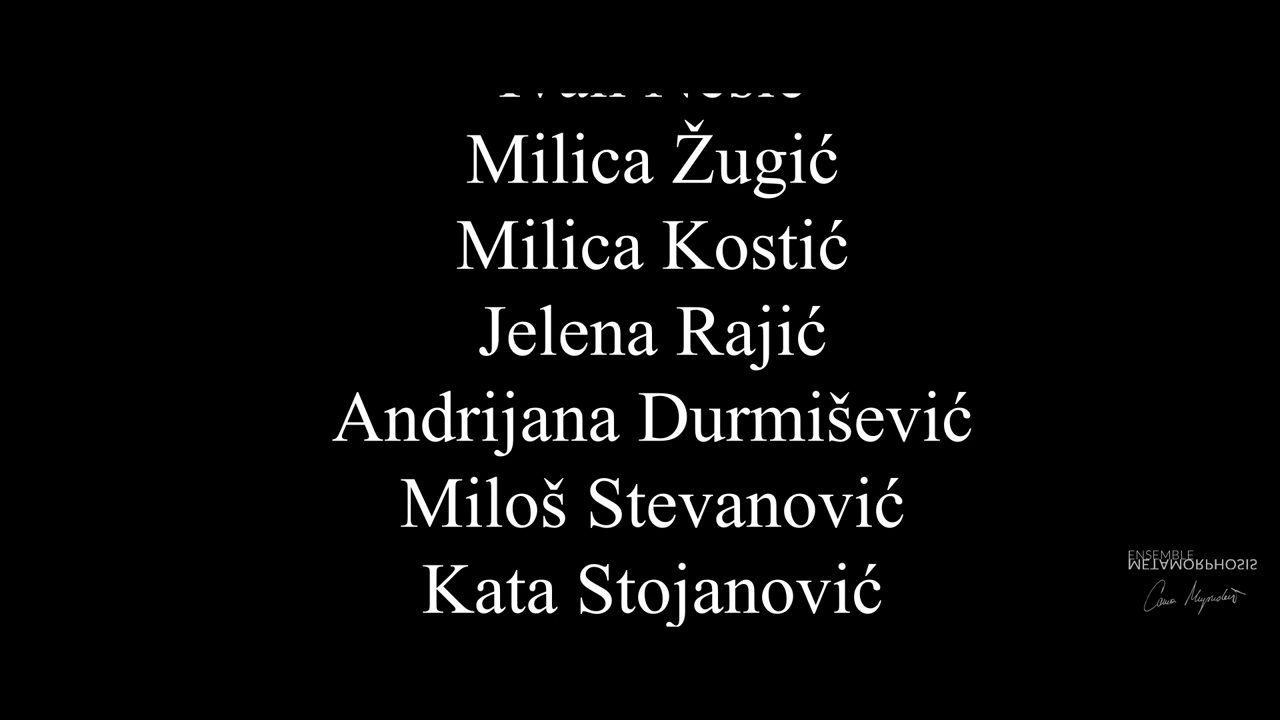 Milica Žugić
Milica Kostić
Jelena Rajić
Andrijana Durmišević
Miloš Stevanović
Kata Stojanović
ENSEMBLE
METAMORPHOSIS